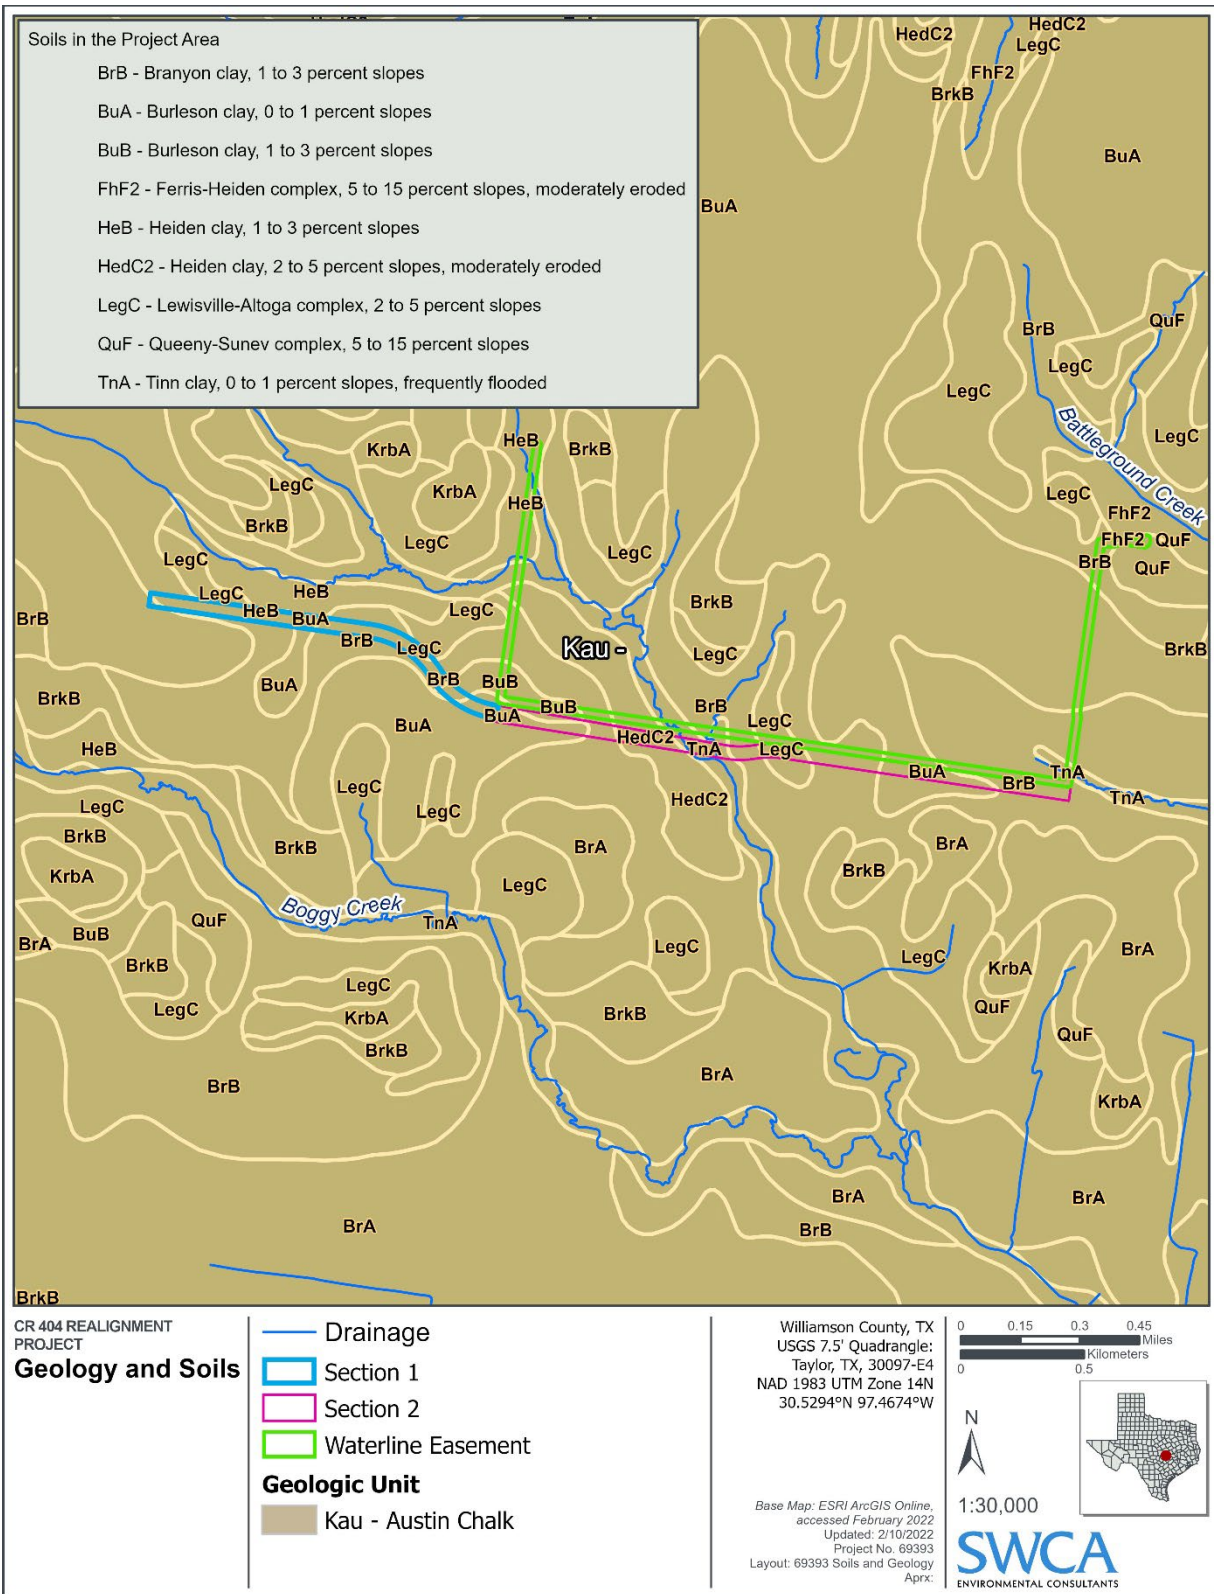 Soils in the Project Area
BrB - Branyon clay, 1 to 3 percent slopes
BuA - Burleson clay, 0 to 1 percent slopes
BuB - Burleson clay, 1 to 3 percent slopes
FhF2 - Ferris-Heiden complex, 5 to 15 percent slopes, moderately eroded
HeB - Heiden clay, 1 to 3 percent slopes
HedC2 - Heiden clay, 2 to 5 percent slopes, moderately eroded
LegC - Lewisville-Altoga complex, 2 to 5 percent slopes
QuF - Queeny-Sunev complex, 5 to 15 percent slopes
TnA - Tinn clay, 0 to 1 percent slopes, frequently flooded
HedC2
HedC2
LegC
FhF2
BrkB
BuA
BuA
BrB
QuF
LegC
LegC
LegC
Battleground Creek
LegC
FhF2
FhF2
QuF
BrB
QuF
BrkB
HeB
BrkB
KrbA
LegC
KrbA
HeB
BrkB
LegC
LegC
LegC
HeB
LegC
HeB
BuA
LegC
BrkB
BrB
BrB
LegC
Kau -
LegC
BuA
BrB
BuB
BrkB
BuA
BuA
BuB
BrB
LegC
HedC2
TnA
LegC
HeB
BuA
BrB
TnA
TnA
LegC
LegC
LegC
HedC2
BrkB
BrkB
BrA
BrA
BrkB
KrbA
LegC
Boggy Creek
QuF
TnA
BrA
BuB
LegC
BrA
BrkB
LegC
KrbA
LegC
LegC
QuF
KrbA
BrkB
QuF
BrkB
BrB
BrA
KrbA
BrA
BrA
BrA
BrB
BrkB
CR 404 REALIGNMENT
PROJECT
Geology and Soils
Drainage
Section 1
Section 2
Waterline Easement
Geologic Unit
Kau - Austin Chalk
Williamson County, TX
USGS 7.5' Quadrangle:
Taylor, TX, 30097-E4
NAD 1983 UTM Zone 14N
30.5294°N 97.4674°W
Base Map: ESRI ArcGIS Online,
accessed February 2022
Updated: 2/10/2022
Project No. 69393
Layout: 69393 Soils and Geology
Aprx:
0 0.15 0.3 0.45
Miles
Kilometers
0 0.5
N
1:30,000
SWCA
ENVIRONMENTAL CONSULTANTS